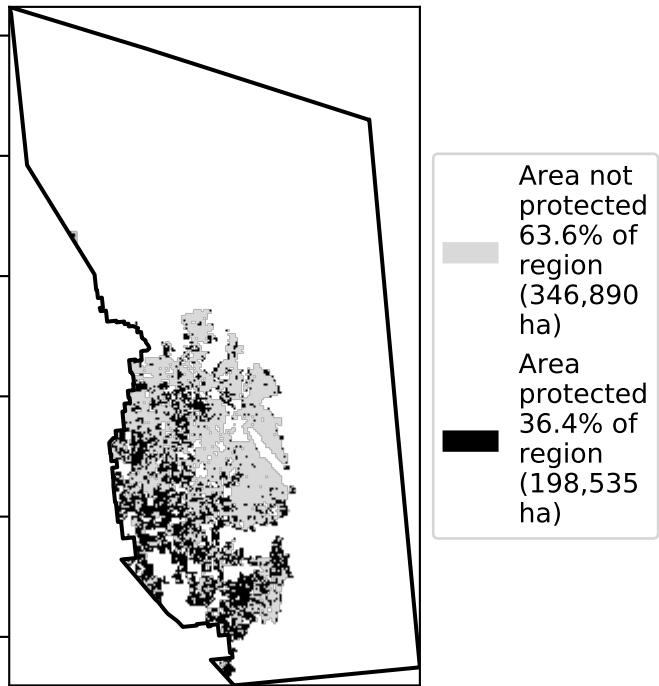 Area not
protected
63.6% of
region
(346,890
ha)
Area
protected
36.4% of
region
(198,535
ha)